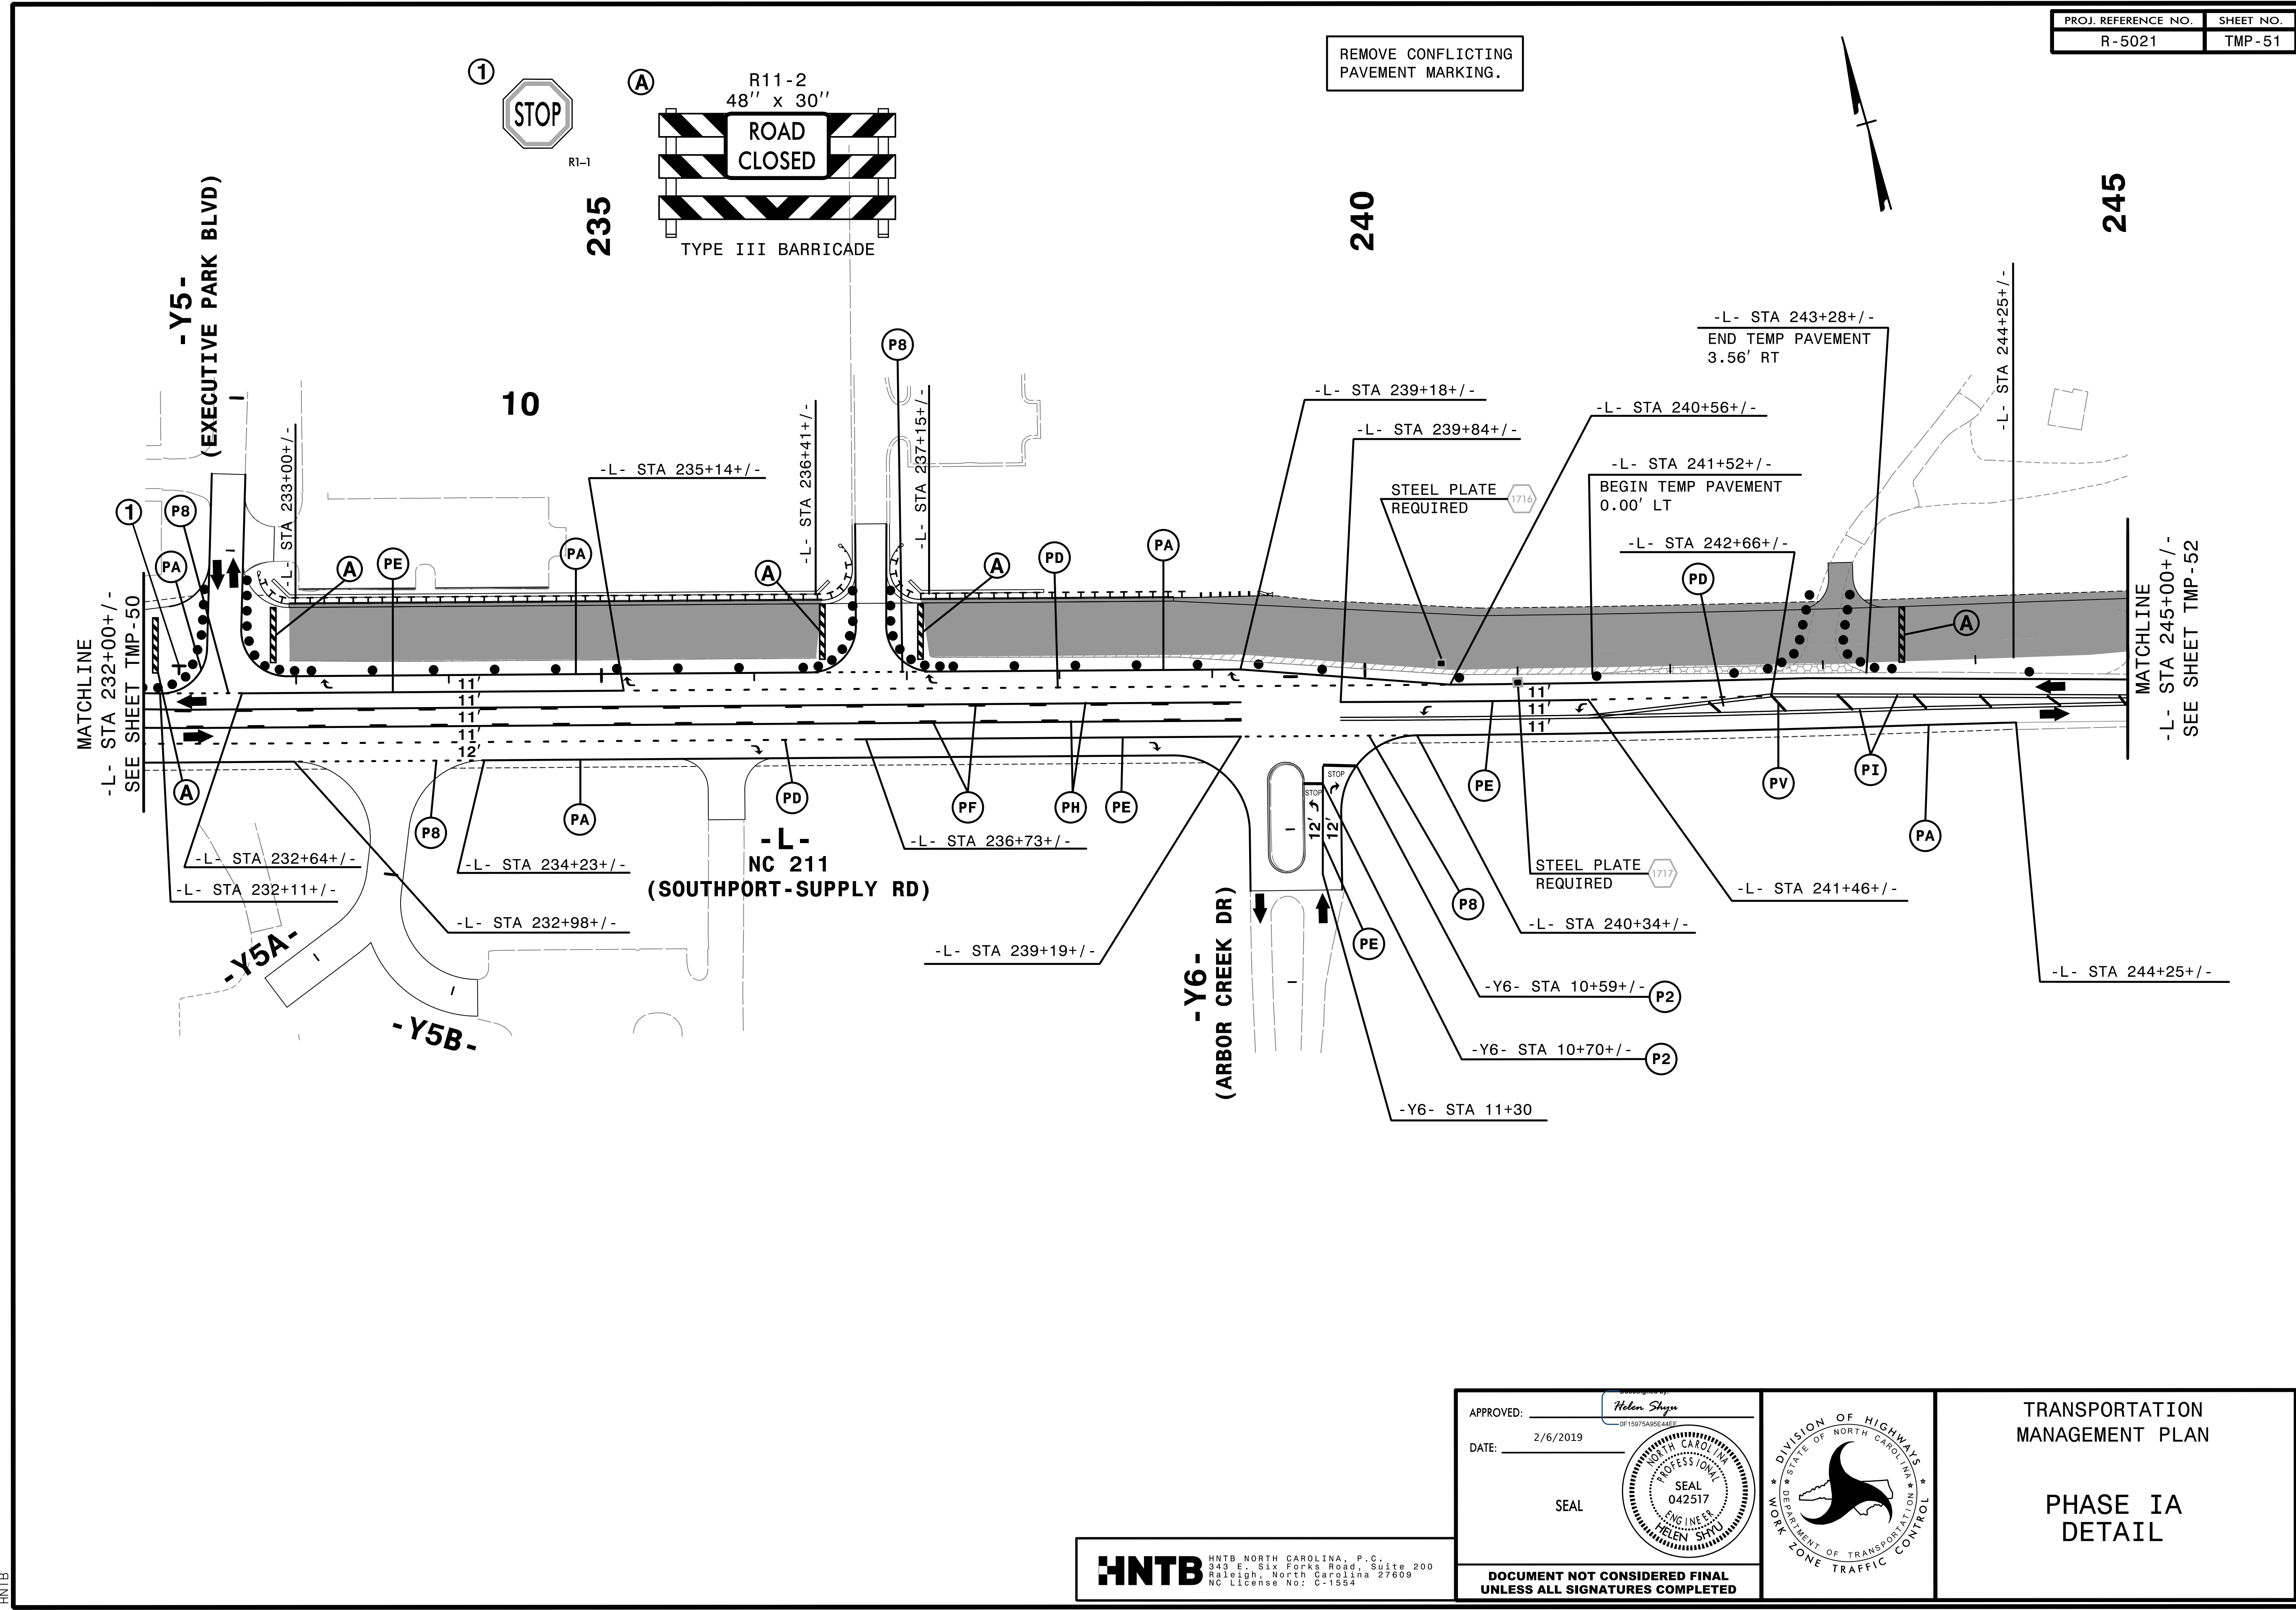 PROJ. REFERENCE NO.
SHEET NO.
R-5021
TMP-51
REMOVE CONFLICTING
PAVEMENT MARKING.
1
STOP
R1-1
A
R11-2
48" x 30"
ROAD
CLOSED
TYPE III BARRICADE
235
240
245
-Y5-
(EXECUTIVE PARK BLVD)
10
P8
-L- STA 233+00+/-
-L- STA 235+14+/-
-L- STA 236+41+/-
-L- STA 237+15+/-
-L- STA 239+18+/-
-L- STA 239+84+/-
-L- STA 240+56+/-
-L- STA 243+28+/-
END TEMP PAVEMENT
3.56' RT
-L- STA 244+25+/-
-L- STA 241+52+/-
BEGIN TEMP PAVEMENT
0.00' LT
-L- STA 242+66+/-
STEEL PLATE
REQUIRED
1716
1
P8
PA
A
PE
PA
A
A
PD
PA
PD
A
MATCHLINE
-L- STA 232+00+/-
SEE SHEET TMP-50
MATCHLINE
-L- STA 245+00+/-
SEE SHEET TMP-52
11'
11'
11'
11'
12'
11'
11'
11'
A
P8
PA
PD
PF
PH
PE
PE
PV
PI
PA
STOP
STOP
12'
12'
-L-
NC 211
(SOUTHPORT-SUPPLY RD)
-L- STA 232+64+/-
-L- STA 232+11+/-
-L- STA 234+23+/-
-L- STA 232+98+/-
-L- STA 236+73+/-
-L- STA 239+19+/-
STEEL PLATE
REQUIRED
1717
-L- STA 241+46+/-
P8
-L- STA 240+34+/-
PE
-L- STA 244+25+/-
-Y5A-
-Y5B-
-Y6-
(ARBOR CREEK DR)
-Y6- STA 10+59+/-
P2
-Y6- STA 10+70+/-
P2
-Y6- STA 11+30
HNTB
HNTB
HNTB NORTH CAROLINA, P.C.
343 E. Six Forks Road, Suite 200
Raleigh, North Carolina 27609
NC License No: C-1554
APPROVED:
Helen Shyu
0F15975A95E44EF
DATE:
2/6/2019
SEAL
NORTH CAROLINA
PROFESSIONAL
SEAL
042517
ENGINEER
HELEN SHYU
DOCUMENT NOT CONSIDERED FINAL
UNLESS ALL SIGNATURES COMPLETED
DIVISION OF HIGHWAYS
STATE OF NORTH CAROLINA
DEPARTMENT OF TRANSPORTATION
WORK ZONE TRAFFIC CONTROL
TRANSPORTATION
MANAGEMENT PLAN
PHASE IA
DETAIL